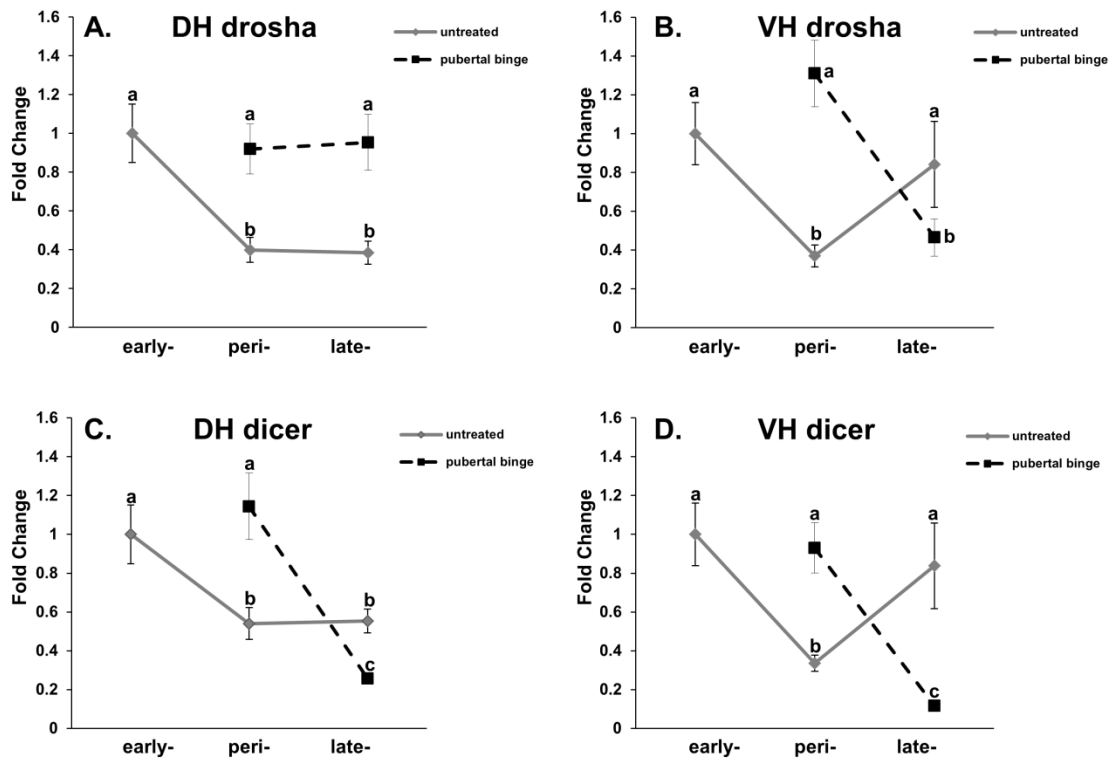 A. DH drosha
untreated
pubertal binge
Fold Change
1.6
1.4
1.2
1
0.8
0.6
0.4
0.2
0
a
a
a
b
b
early- peri- late-
B. VH drosha
untreated
pubertal binge
Fold Change
1.6
1.4
1.2
1
0.8
0.6
0.4
0.2
0
a
a
a
b
b
early- peri- late-
C. DH dicer
untreated
pubertal binge
Fold Change
1.6
1.4
1.2
1
0.8
0.6
0.4
0.2
0
a
a
b
b
c
early- peri- late-
D. VH dicer
untreated
pubertal binge
Fold Change
1.6
1.4
1.2
1
0.8
0.6
0.4
0.2
0
a
a
a
b
c
early- peri- late-